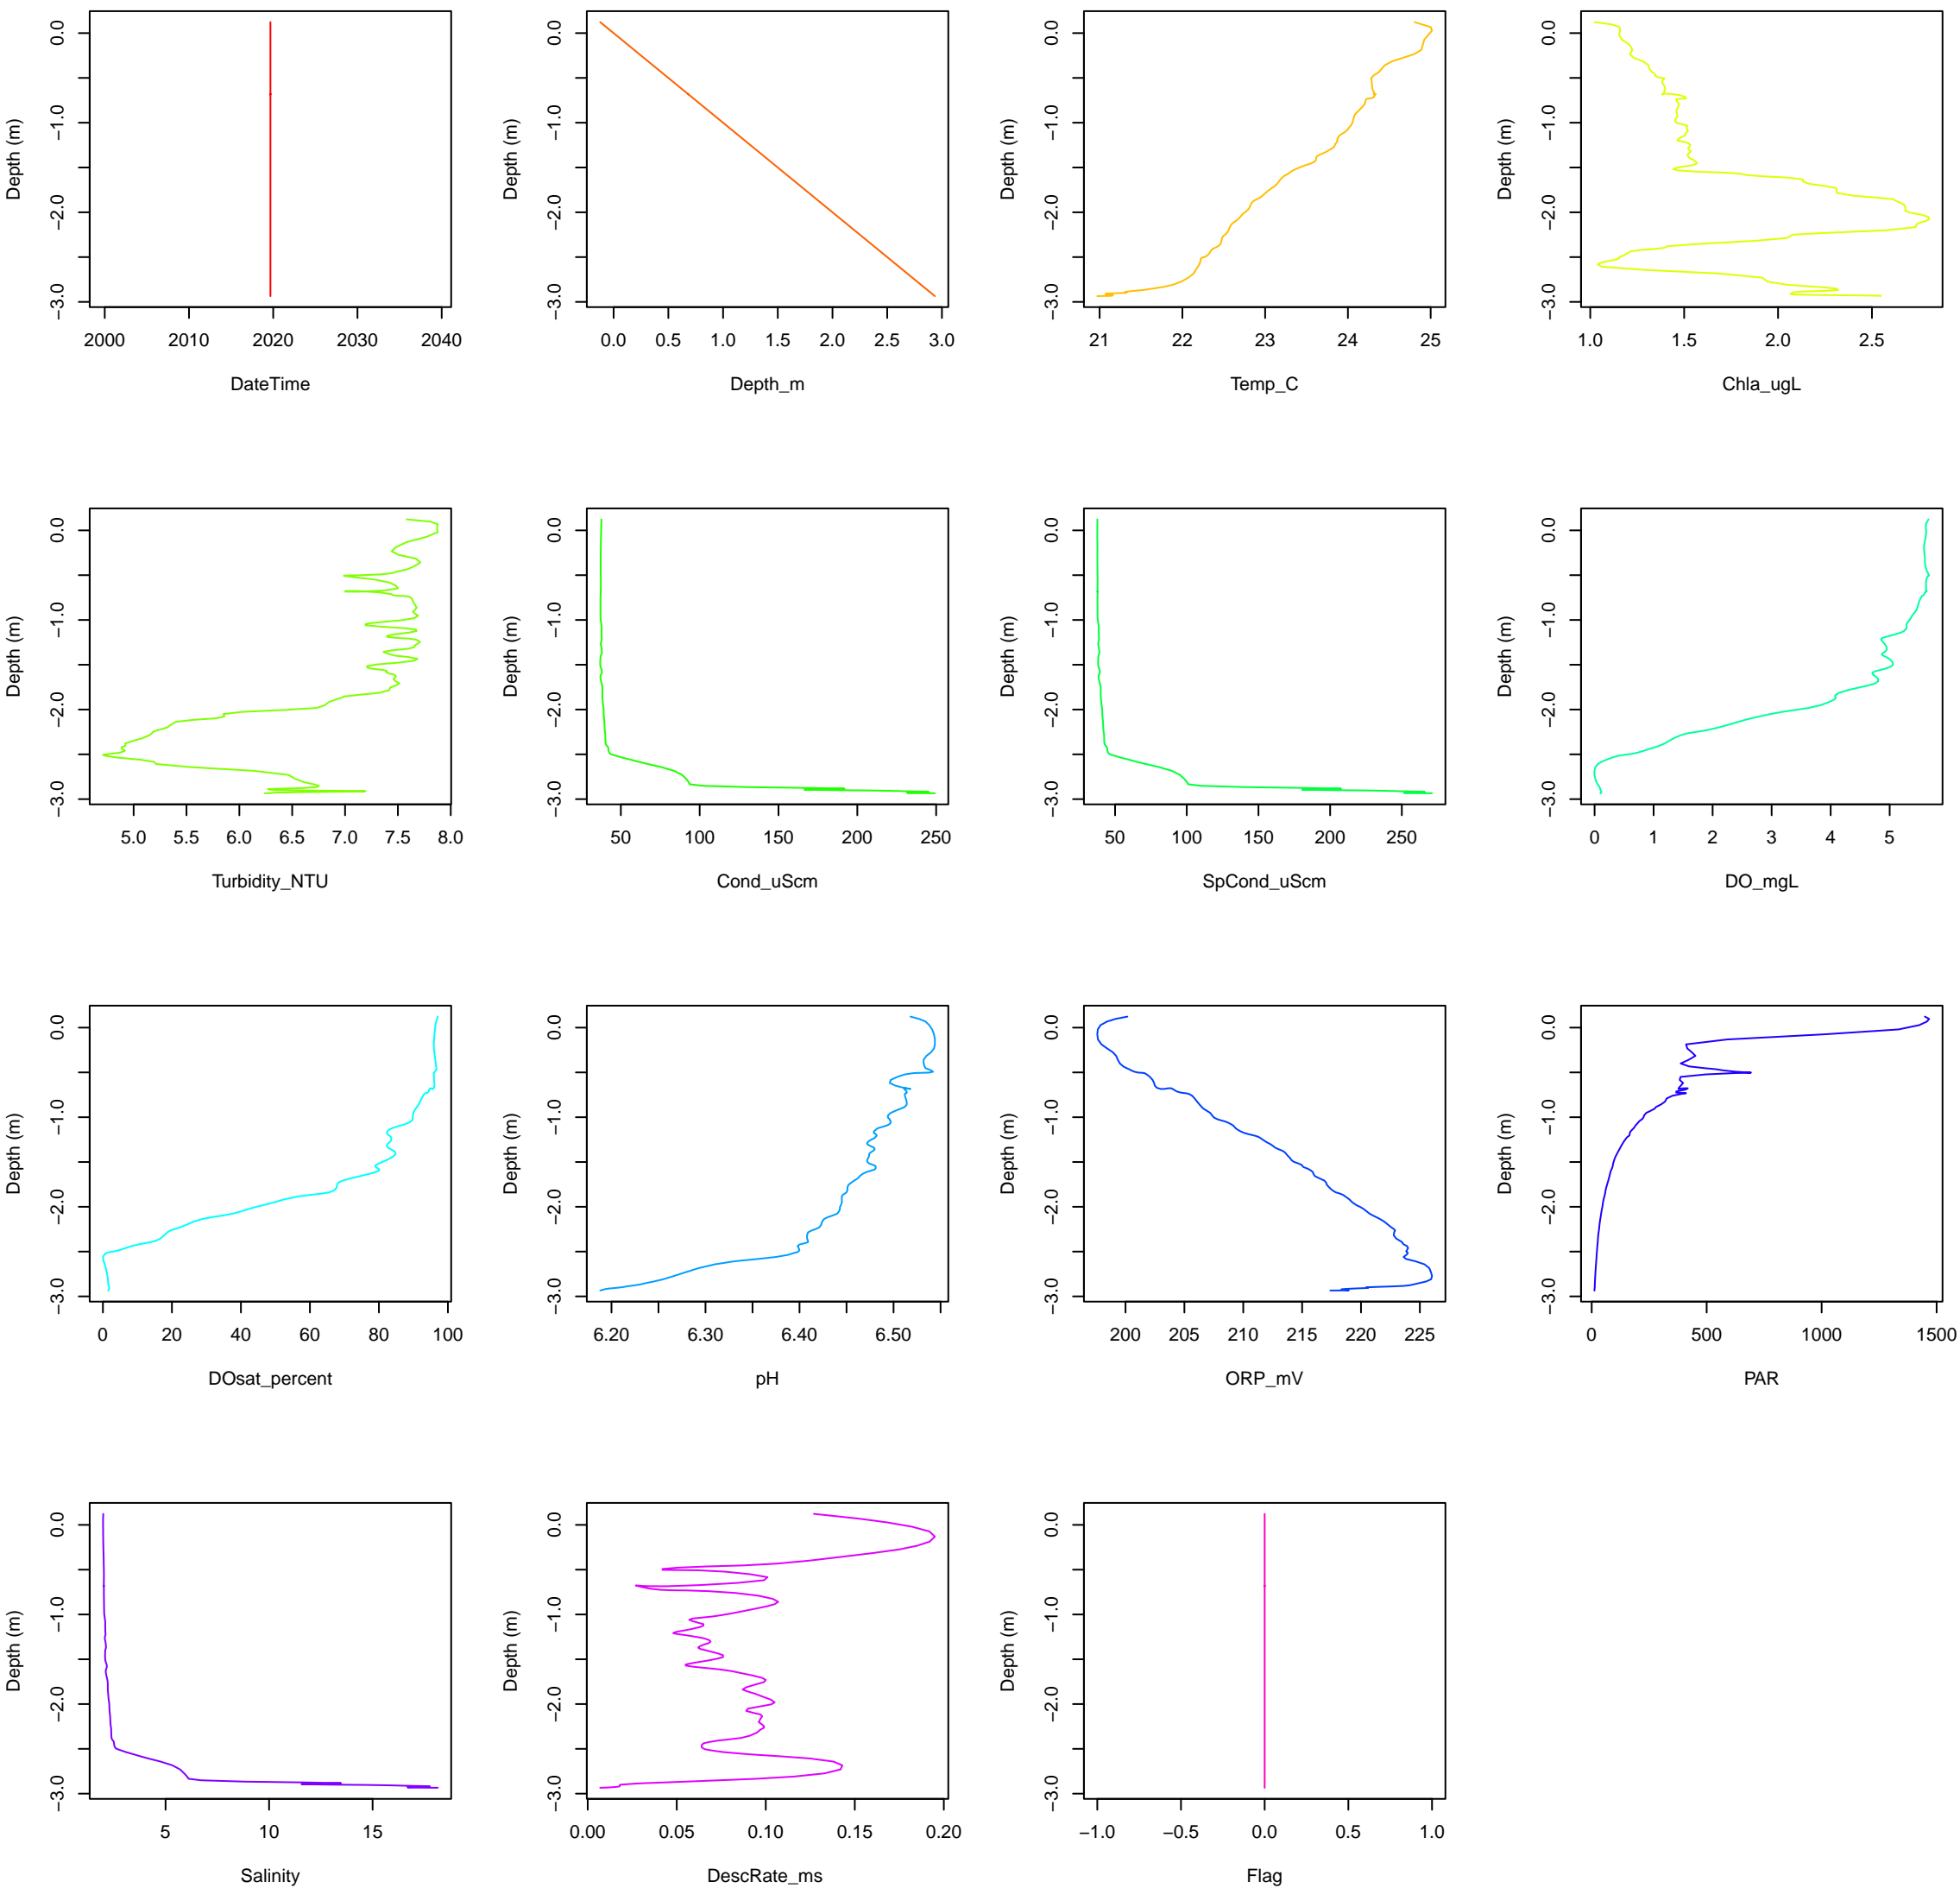 Depth (m)
0.0
−1.0
−2.0
−3.0
2000 2010 2020 2030 2040
DateTime
Depth (m)
0.0
−1.0
−2.0
−3.0
0.0 0.5 1.0 1.5 2.0 2.5 3.0
Depth_m
Depth (m)
0.0
−1.0
−2.0
−3.0
21 22 23 24 25
Temp_C
Depth (m)
0.0
−1.0
−2.0
−3.0
1.0 1.5 2.0 2.5
Chla_ugL
Depth (m)
0.0
−1.0
−2.0
−3.0
5.0 5.5 6.0 6.5 7.0 7.5 8.0
Turbidity_NTU
Depth (m)
0.0
−1.0
−2.0
−3.0
50 100 150 200 250
Cond_uScm
Depth (m)
0.0
−1.0
−2.0
−3.0
50 100 150 200 250
SpCond_uScm
Depth (m)
0.0
−1.0
−2.0
−3.0
0 1 2 3 4 5
DO_mgL
Depth (m)
0.0
−1.0
−2.0
−3.0
0 20 40 60 80 100
DOsat_percent
Depth (m)
0.0
−1.0
−2.0
−3.0
6.20 6.30 6.40 6.50
pH
Depth (m)
0.0
−1.0
−2.0
−3.0
200 205 210 215 220 225
ORP_mV
Depth (m)
0.0
−1.0
−2.0
−3.0
0 500 1000 1500
PAR
Depth (m)
0.0
−1.0
−2.0
−3.0
5 10 15
Salinity
Depth (m)
0.0
−1.0
−2.0
−3.0
0.00 0.05 0.10 0.15 0.20
DescRate_ms
Depth (m)
0.0
−1.0
−2.0
−3.0
−1.0 −0.5 0.0 0.5 1.0
Flag